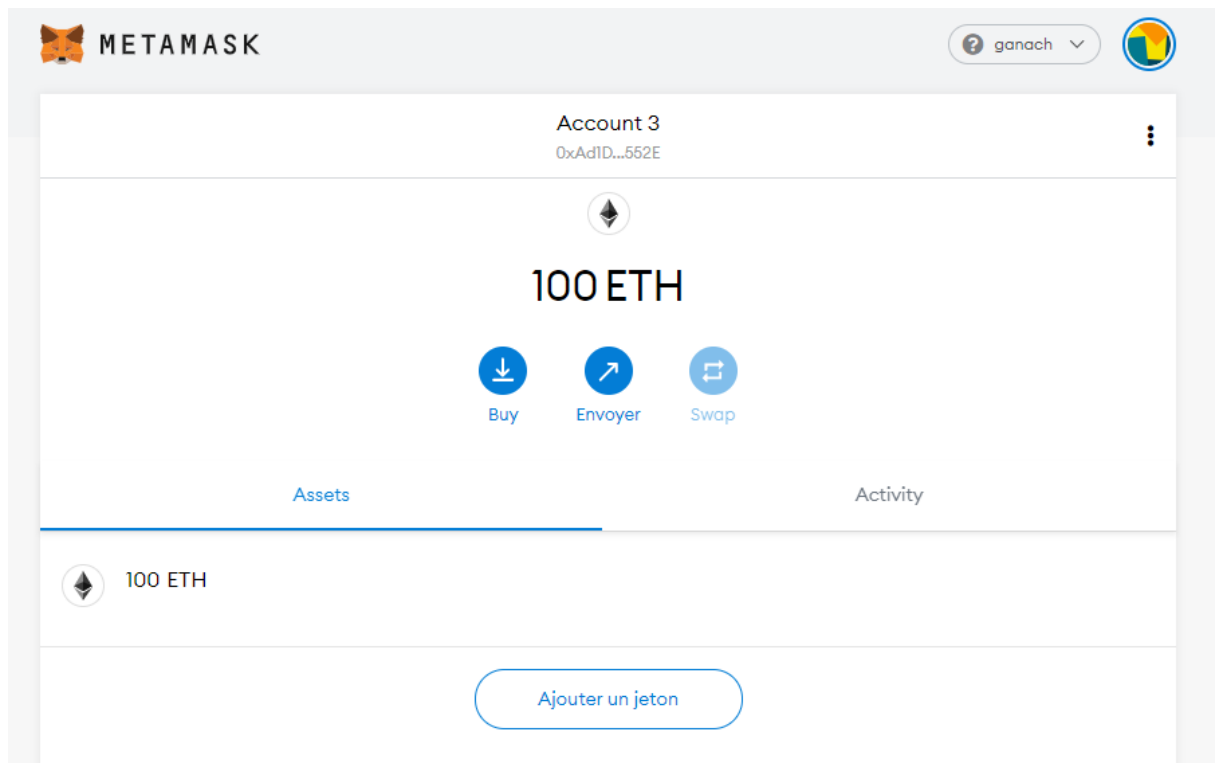 METAMASK
ganach
Account 3
0xAd1D...552E
100 ETH
Buy Envoyer Swap
Assets Activity
100 ETH
Ajouter un jeton